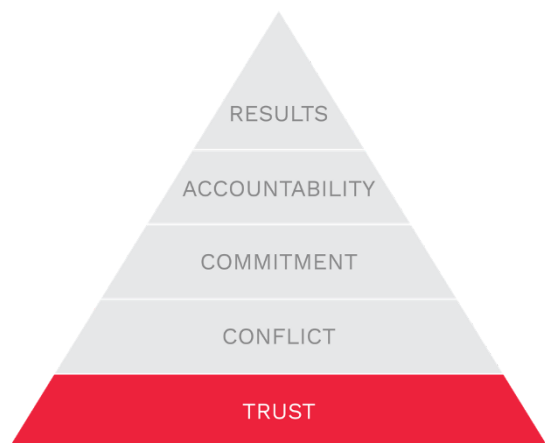 RESULTS
ACCOUNTABILITY
COMMITMENT
CONFLICT
TRUST